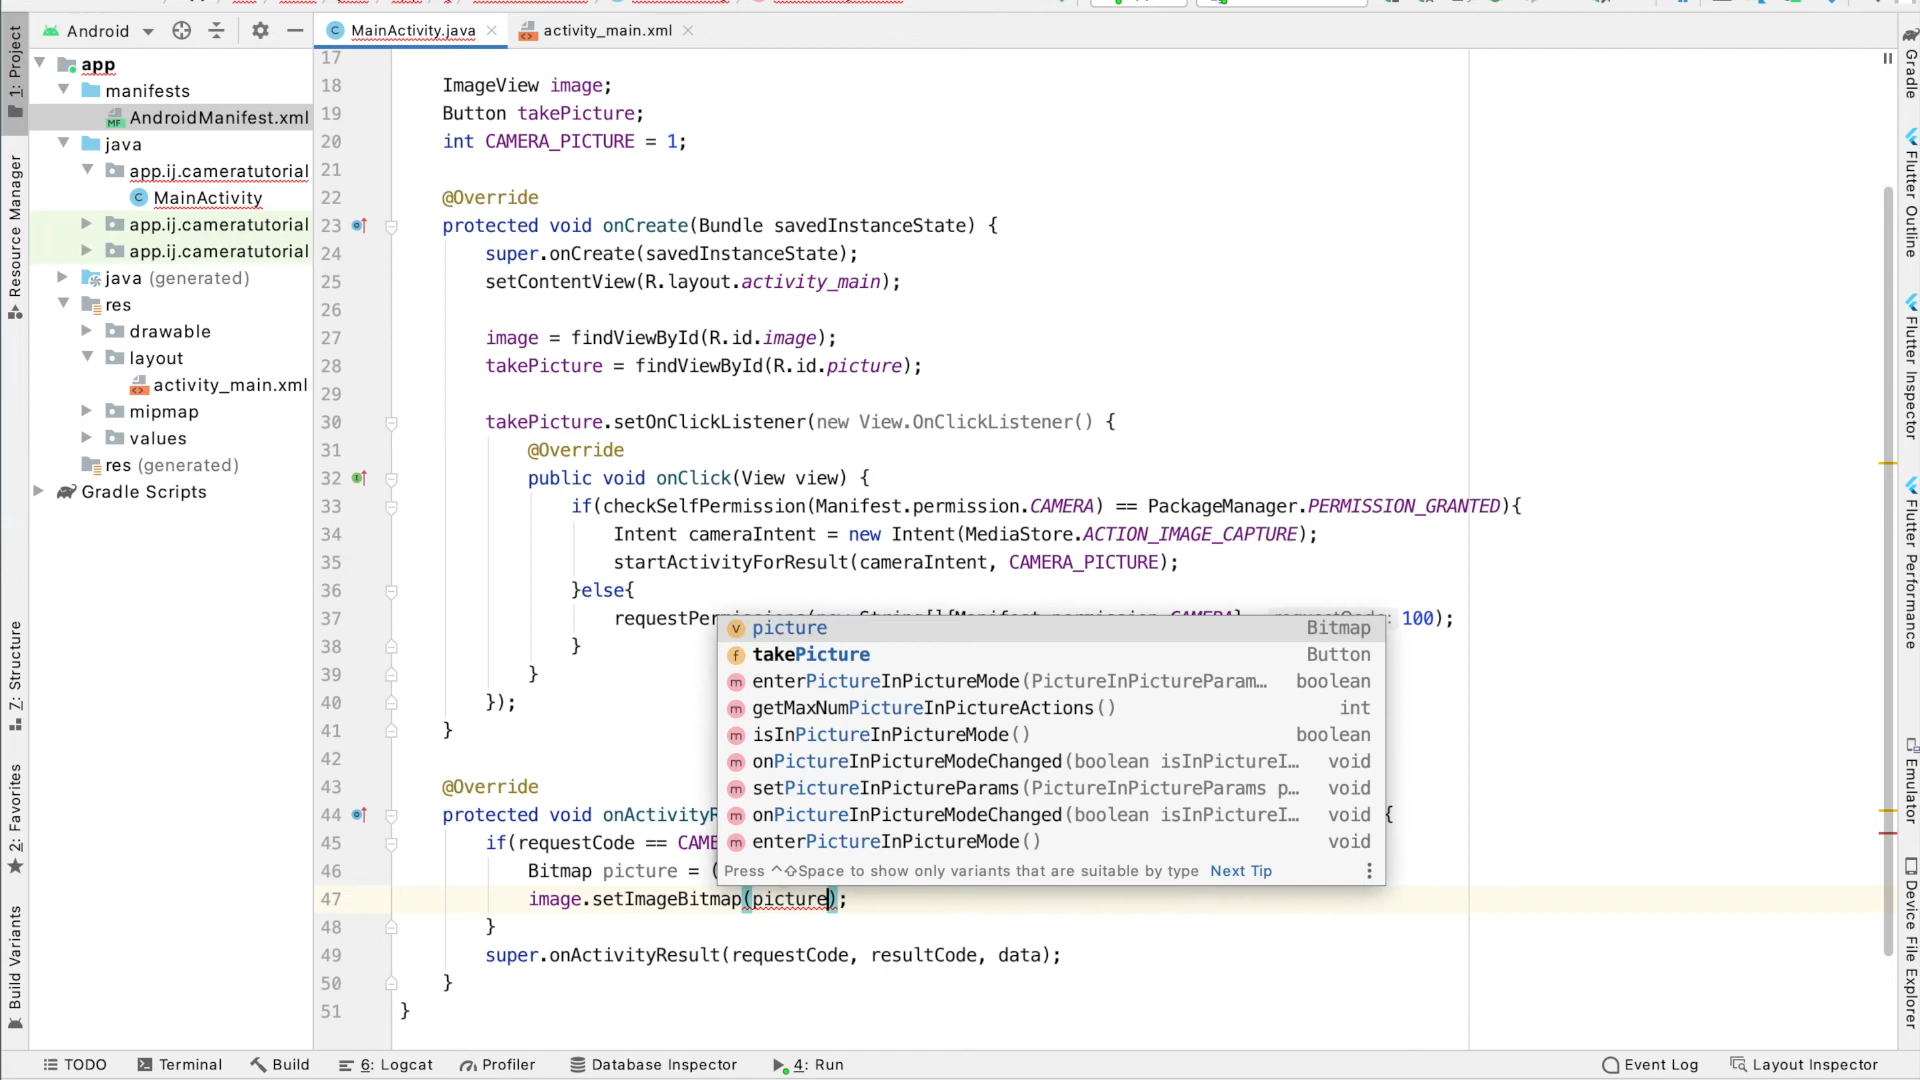 Android
MainActivity.java
activity_main.xml
1: Project
Resource Manager
7: Structure
2: Favorites
Build Variants
app
manifests
AndroidManifest.xml
java
app.ij.cameratutorial
MainActivity
app.ij.cameratutorial
app.ij.cameratutorial
java (generated)
res
drawable
layout
activity_main.xml
mipmap
values
res (generated)
Gradle Scripts
17
18 ImageView image;
19 Button takePicture;
20 int CAMERA_PICTURE = 1;
21
22 @Override
23 protected void onCreate(Bundle savedInstanceState) {
24 super.onCreate(savedInstanceState);
25 setContentView(R.layout.activity_main);
26
27 image = findViewById(R.id.image);
28 takePicture = findViewById(R.id.picture);
29
30 takePicture.setOnClickListener(new View.OnClickListener() {
31 @Override
32 public void onClick(View view) {
33 if(checkSelfPermission(Manifest.permission.CAMERA) == PackageManager.PERMISSION_GRANTED){
34 Intent cameraIntent = new Intent(MediaStore.ACTION_IMAGE_CAPTURE);
35 startActivityForResult(cameraIntent, CAMERA_PICTURE);
36 }else{
37 requestPermissions(new String[]{Manifest.permission.CAMERA}, requestCode: 100);
38 }
39 }
40 });
41 }
42
43 @Override
44 protected void onActivityR {
45 if(requestCode == CAME
46 Bitmap picture = (
47 image.setImageBitmap(picture);
48 }
49 super.onActivityResult(requestCode, resultCode, data);
50 }
51 }
picture Bitmap
takePicture Button
enterPictureInPictureMode(PictureInPictureParam… boolean
getMaxNumPictureInPictureActions() int
isInPictureInPictureMode() boolean
onPictureInPictureModeChanged(boolean isInPictureI… void
setPictureInPictureParams(PictureInPictureParams p… void
onPictureInPictureModeChanged(boolean isInPictureI… void
enterPictureInPictureMode() void
Press ^⇧Space to show only variants that are suitable by type Next Tip
Gradle
Flutter Outline
Flutter Inspector
Flutter Performance
Emulator
Device File Explorer
TODO
Terminal
Build
6: Logcat
Profiler
Database Inspector
4: Run
Event Log
Layout Inspector